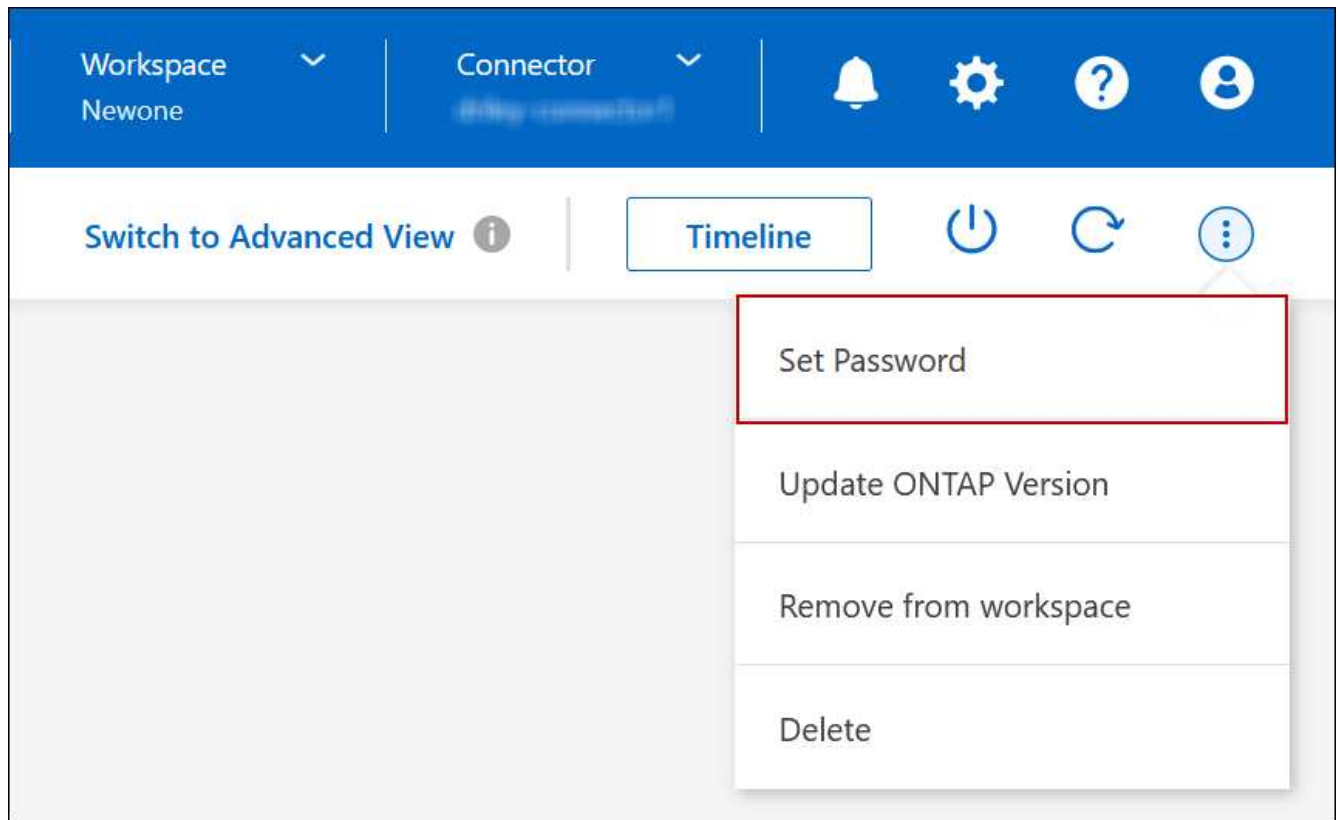 Workspace
Newone
Connector
Switch to Advanced View
Timeline
Set Password
Update ONTAP Version
Remove from workspace
Delete